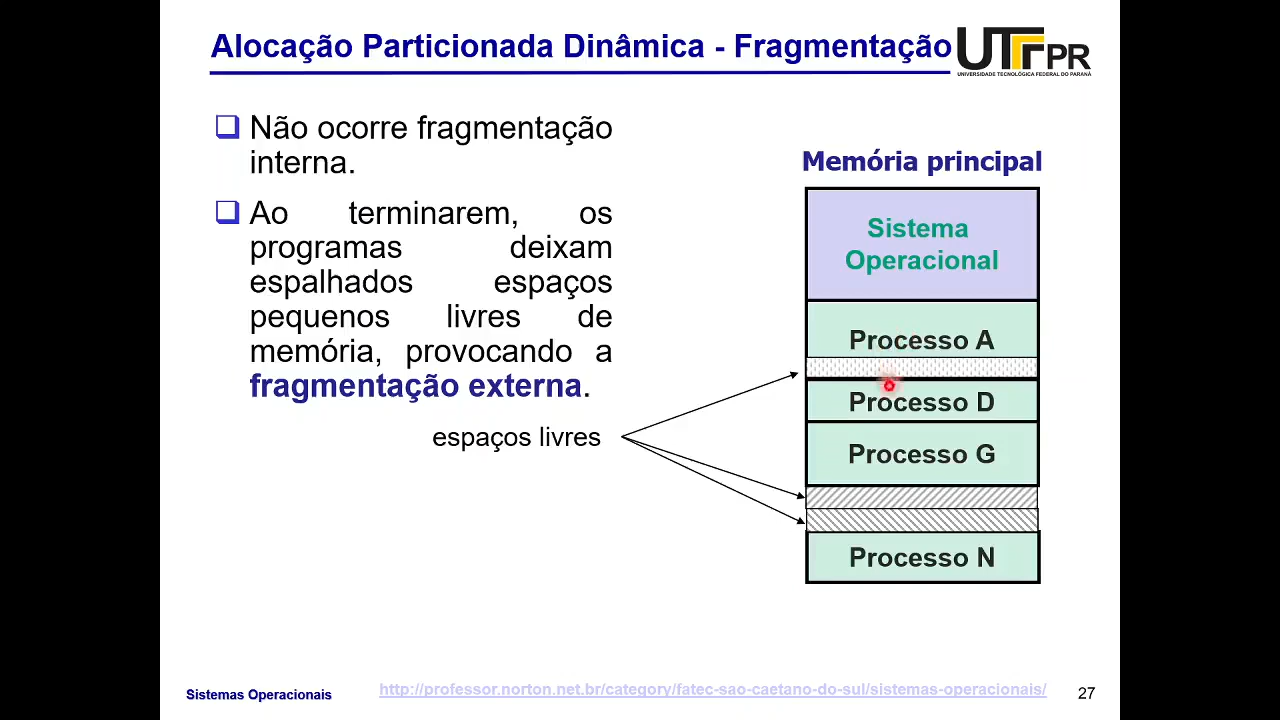 Alocação Particionada Dinâmica - Fragmentação
UTFPR
UNIVERSIDADE TECNOLÓGICA FEDERAL DO PARANÁ
Não ocorre fragmentação
interna.
Ao terminarem, os
programas deixam
espalhados espaços
pequenos livres de
memória, provocando a
fragmentação externa.
espaços livres
Memória principal
Sistema
Operacional
Processo A
Processo D
Processo G
Processo N
Sistemas Operacionais
http://professor.norton.net.br/category/fatec-sao-caetano-do-sul/sistemas-operacionais/
27